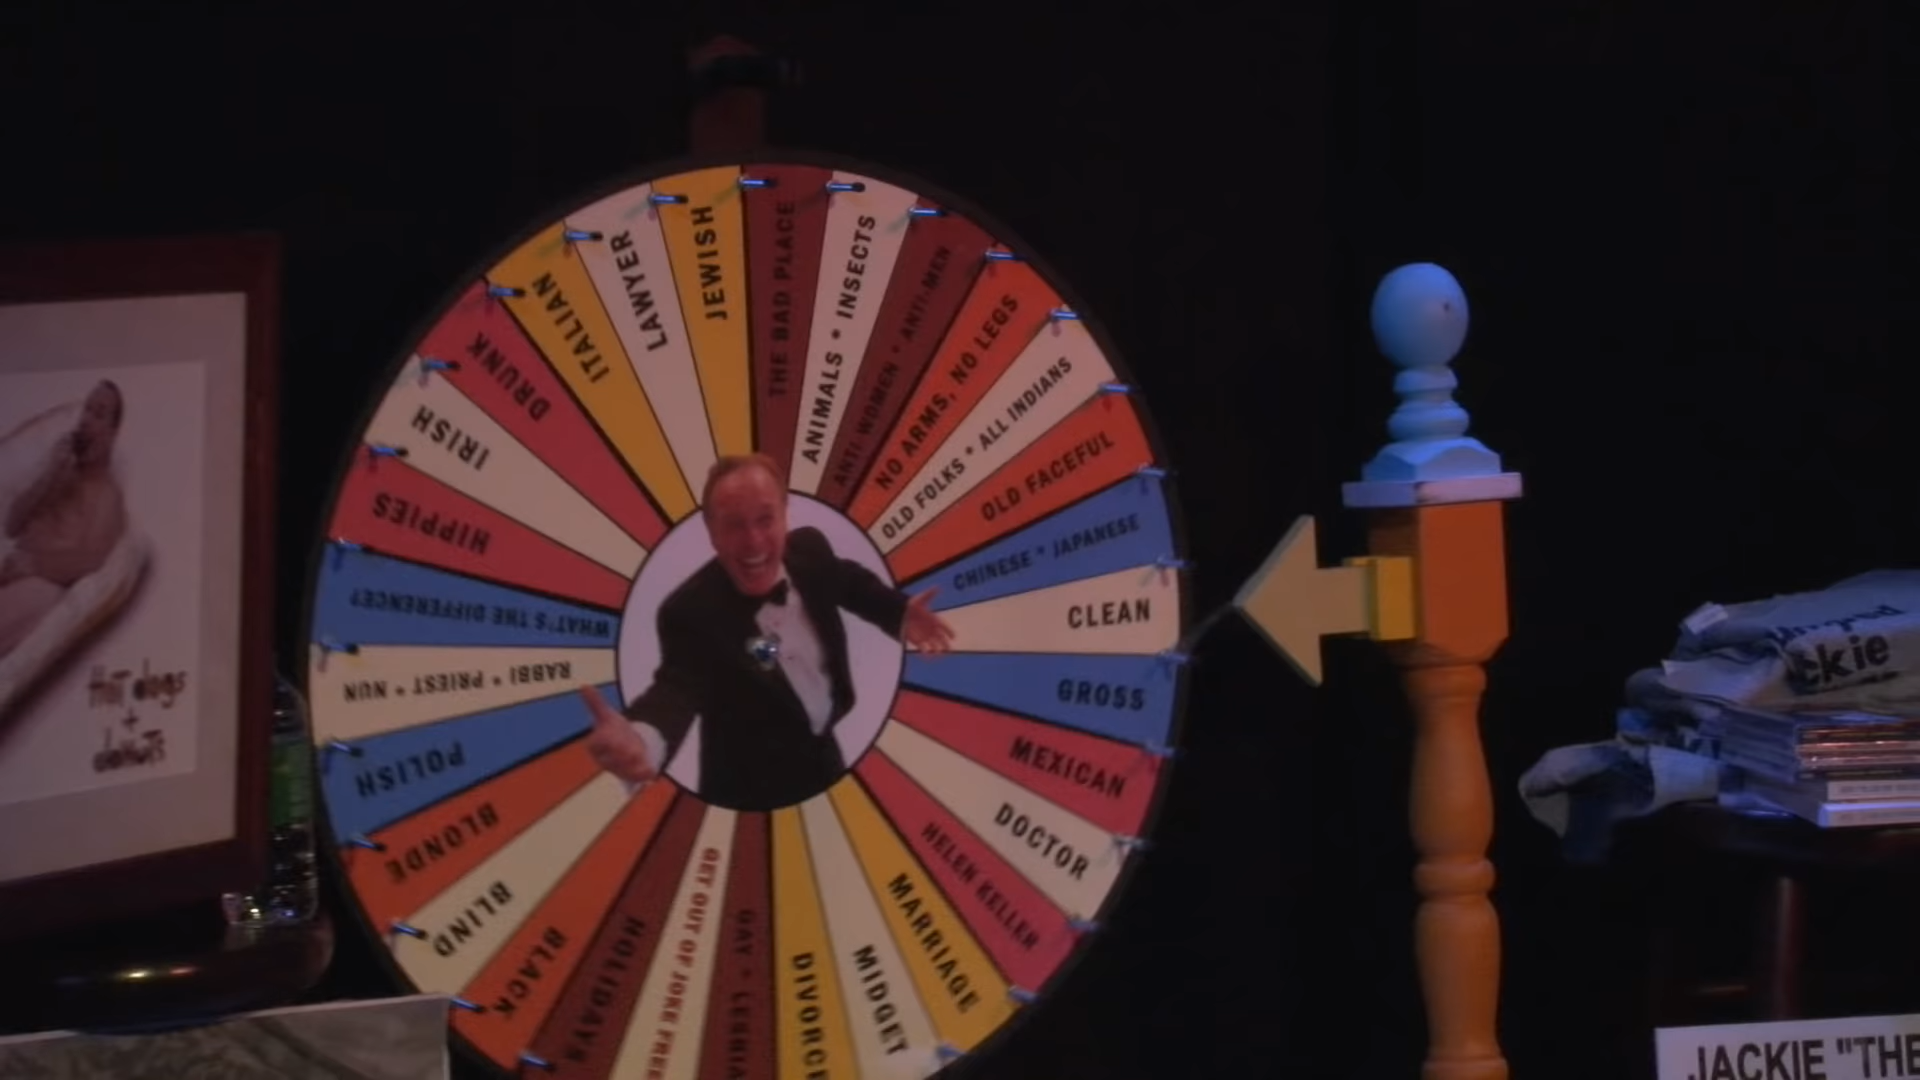 THE BAD PLACE
ANIMALS * INSECTS
ANTI WOMEN * ANTI-MEN
NO ARMS, NO LEGS
OLD FOLKS * ALL INDIANS
OLD FACEFUL
CHINESE * JAPANESE
CLEAN
GROSS
MEXICAN
DOCTOR
HELEN KELLER
MARRIAGE
MIDGET
DIVORC
GAY * LESBIA
GET OUT OF JOKE FREE
HOLIDAYS
BLACK
BLIND
BLONDE
POLISH
RABBI * PRIEST * NUN
WHAT'S THE DIFFERENCE?
HIPPIES
IRISH
DRUNK
ITALIAN
LAWYER
JEWISH
HOT dogs
+
doNuTs
ckie
JACKIE "THE